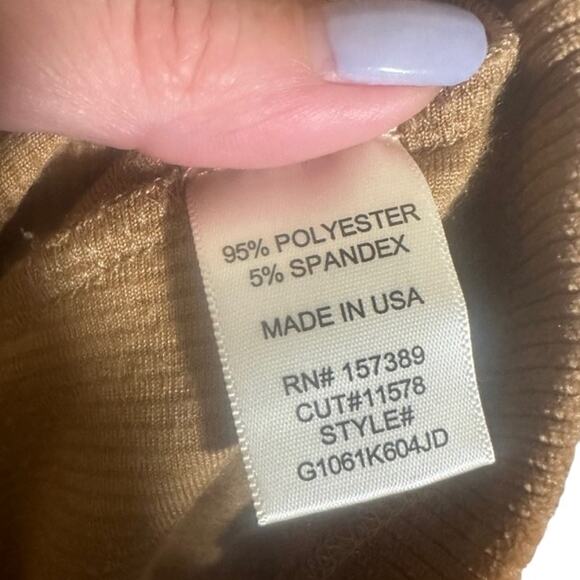 95% POLYESTER
5% SPANDEX
MADE IN USA
RN# 157389
CUT#11578
STYLE#
G1061K604JD